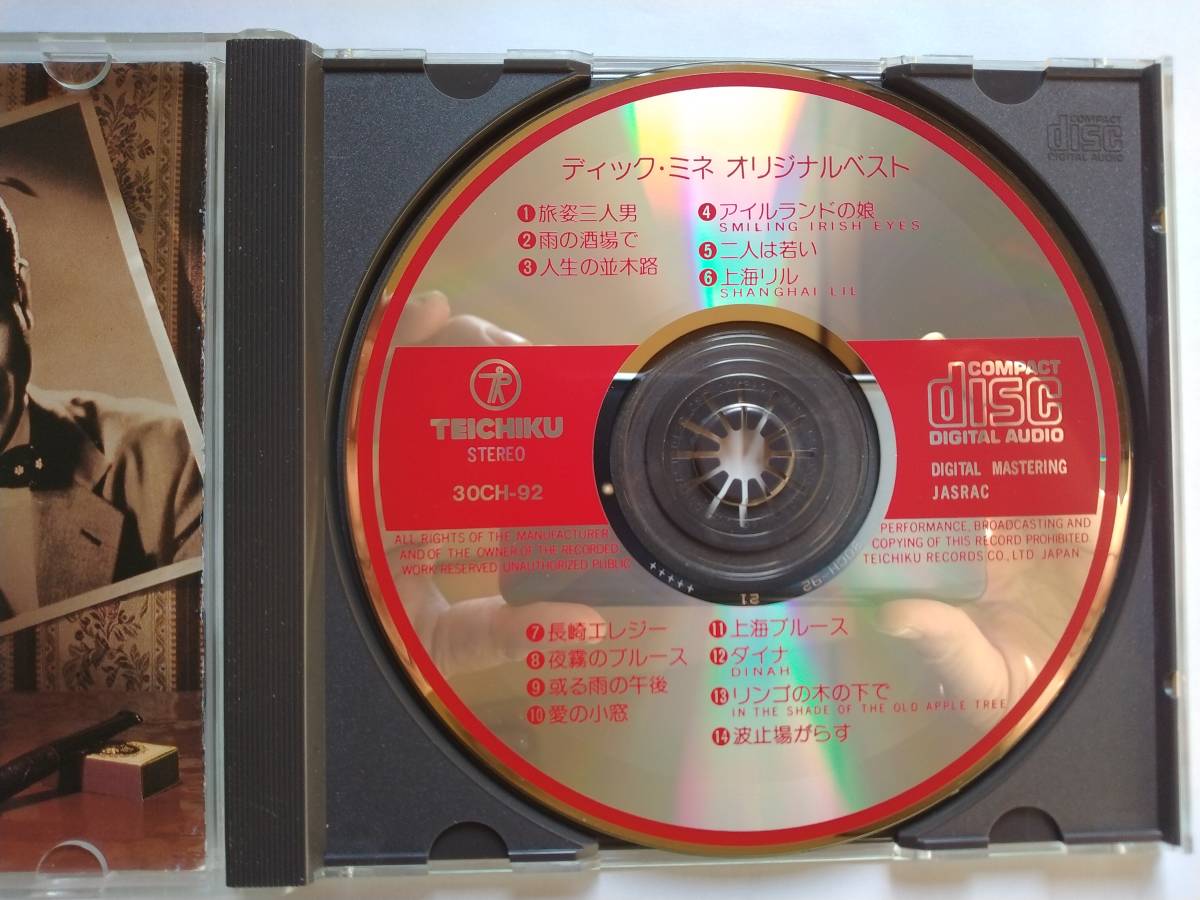 ディック・ミネ オリジナルベスト
❶旅姿三人男
❷雨の酒場で
❸人生の並木路
❹アイルランドの娘
SMILING IRISH EYES
❺二人は若い
❻上海リル
SHANGHAI LIL
TEICHIKU
STEREO
30CH-92
COMPACT
disc
DIGITAL AUDIO
DIGITAL MASTERING
JASRAC
ALL RIGHTS OF THE MANUFACTURER
AND OF THE OWNER OF THE RECORDED
WORK RESERVED. UNAUTHORIZED PUBLIC
PERFORMANCE, BROADCASTING AND
COPYING OF THIS RECORD PROHIBITED.
TEICHIKU RECORDS CO., LTD. JAPAN
30CH-92
21
+++++
❼長崎エレジー
❽夜霧のブルース
❾或る雨の午後
❿愛の小窓
⓫上海ブルース
⓬ダイナ
DINAH
⓭リンゴの木の下で
IN THE SHADE OF THE OLD APPLE TREE
⓮波止場がらす
COMPACT
disc
DIGITAL AUDIO